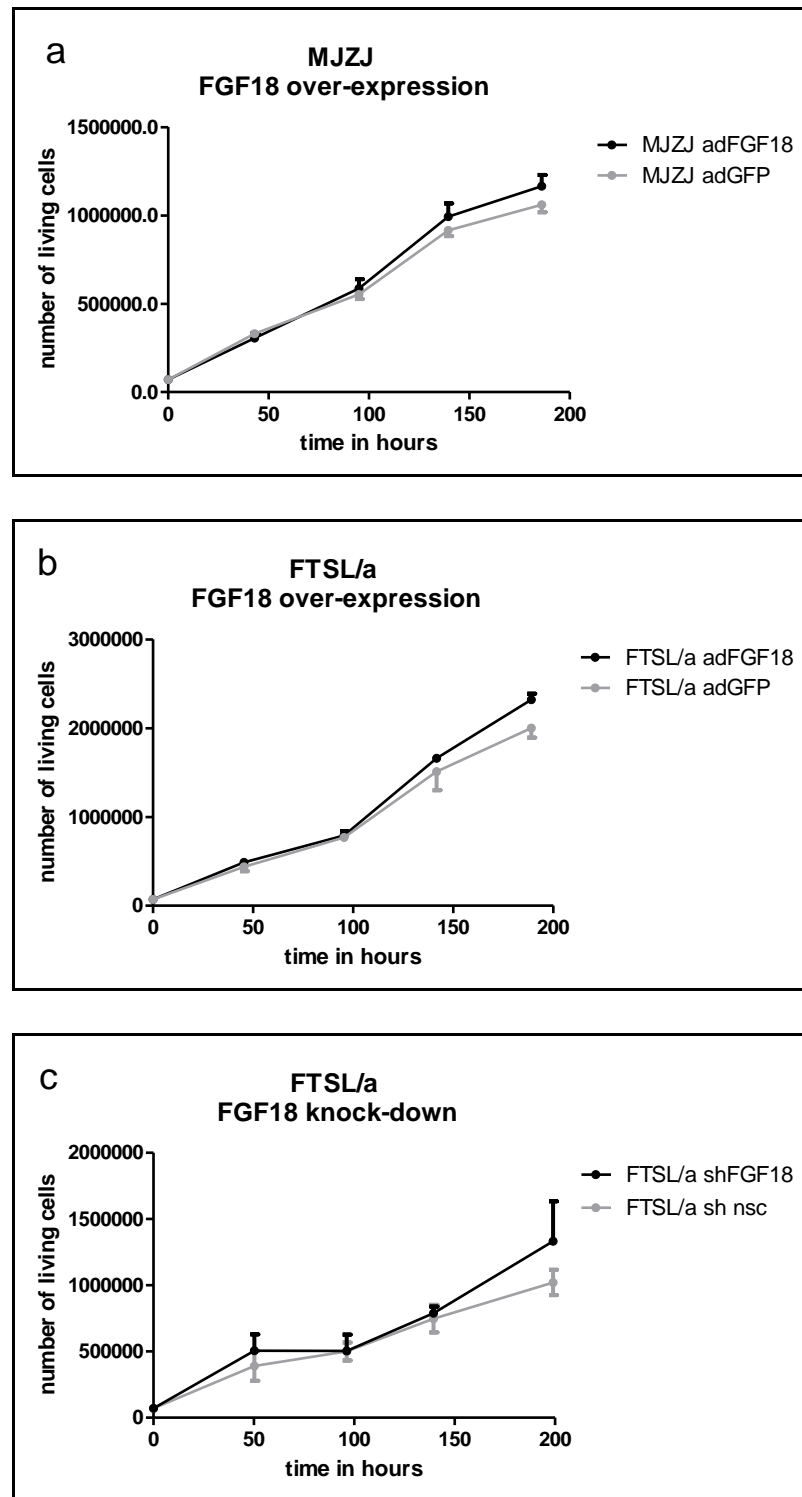 a
MJZJ
FGF18 over-expression
1500000.0
1000000.0
500000.0
0.0
number of living cells
0 50 100 150 200
time in hours
MJZJ adFGF18
MJZJ adGFP
b
FTSL/a
FGF18 over-expression
3000000
2000000
1000000
0
number of living cells
0 50 100 150 200
time in hours
FTSL/a adFGF18
FTSL/a adGFP
c
FTSL/a
FGF18 knock-down
2000000
1500000
1000000
500000
0
number of living cells
0 50 100 150 200
time in hours
FTSL/a shFGF18
FTSL/a sh nsc